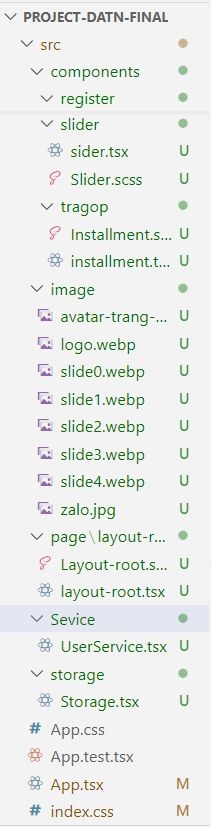 PROJECT-DATN-FINAL
src
components
register
slider
sider.tsx U
Slider.scss U
tragop
Installment.s... U
installment.t... U
image
avatar-trang-... U
logo.webp U
slide0.webp U
slide1.webp U
slide2.webp U
slide3.webp U
slide4.webp U
zalo.jpg U
page\layout-r...
Layout-root.s... U
layout-root.tsx U
Sevice
UserService.tsx U
storage
Storage.tsx U
# App.css
App.test.tsx
App.tsx M
# index.css M